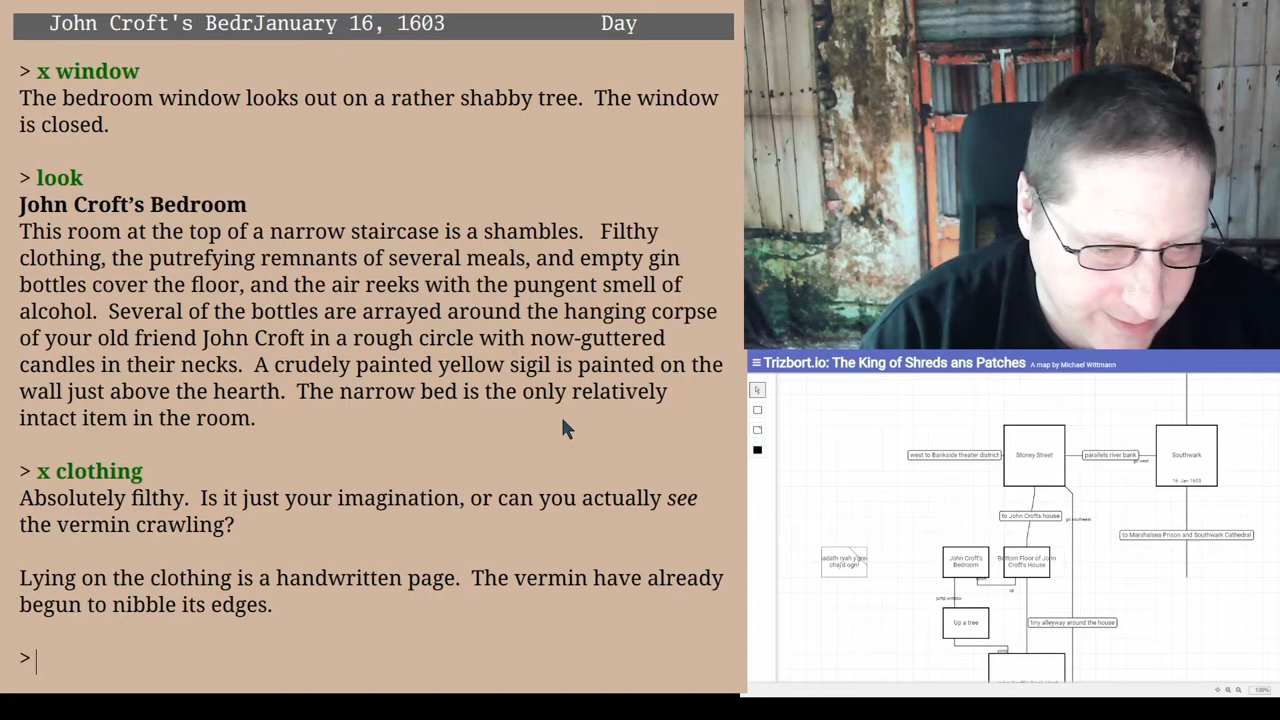 John Croft's BedrJanuary 16, 1603 Day
> x window
The bedroom window looks out on a rather shabby tree. The window
is closed.
> look
John Croft’s Bedroom
This room at the top of a narrow staircase is a shambles. Filthy
clothing, the putrefying remnants of several meals, and empty gin
bottles cover the floor, and the air reeks with the pungent smell of
alcohol. Several of the bottles are arrayed around the hanging corpse
of your old friend John Croft in a rough circle with now-guttered
candles in their necks. A crudely painted yellow sigil is painted on the
wall just above the hearth. The narrow bed is the only relatively
intact item in the room.
> x clothing
Absolutely filthy. Is it just your imagination, or can you actually see
the vermin crawling?
Lying on the clothing is a handwritten page. The vermin have already
begun to nibble its edges.
>
Trizbort.io: The King of Shreds ans Patches A map by Michael Wittmann
west to Bankside theater district
Stoney Street
parallels river bank
go west
Southwark
16. Jan 1603
to John Crofts house
go southwest
to Marshalsea Prison and Southwark Cathedral
John Croft's
Bedroom
Bottom Floor of John
Croft's House
up
jump window
Up a tree
tiny alleyway around the house
100%